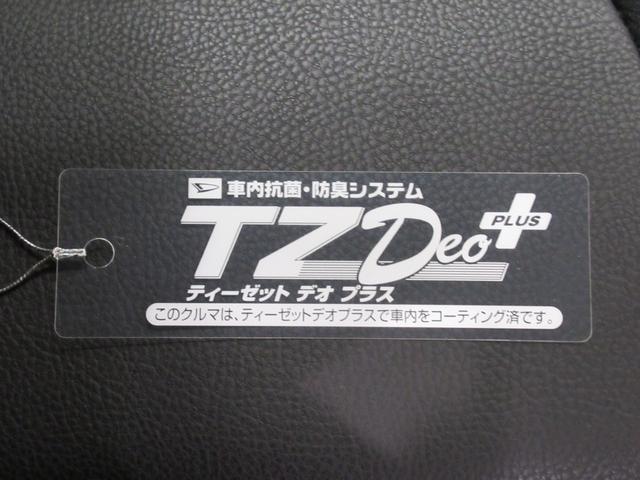 車内抗菌・防臭システム
TZ Deo PLUS
ティーゼット デオ プラス
このクルマは、ティーゼットデオプラスで車内をコーティング済です。